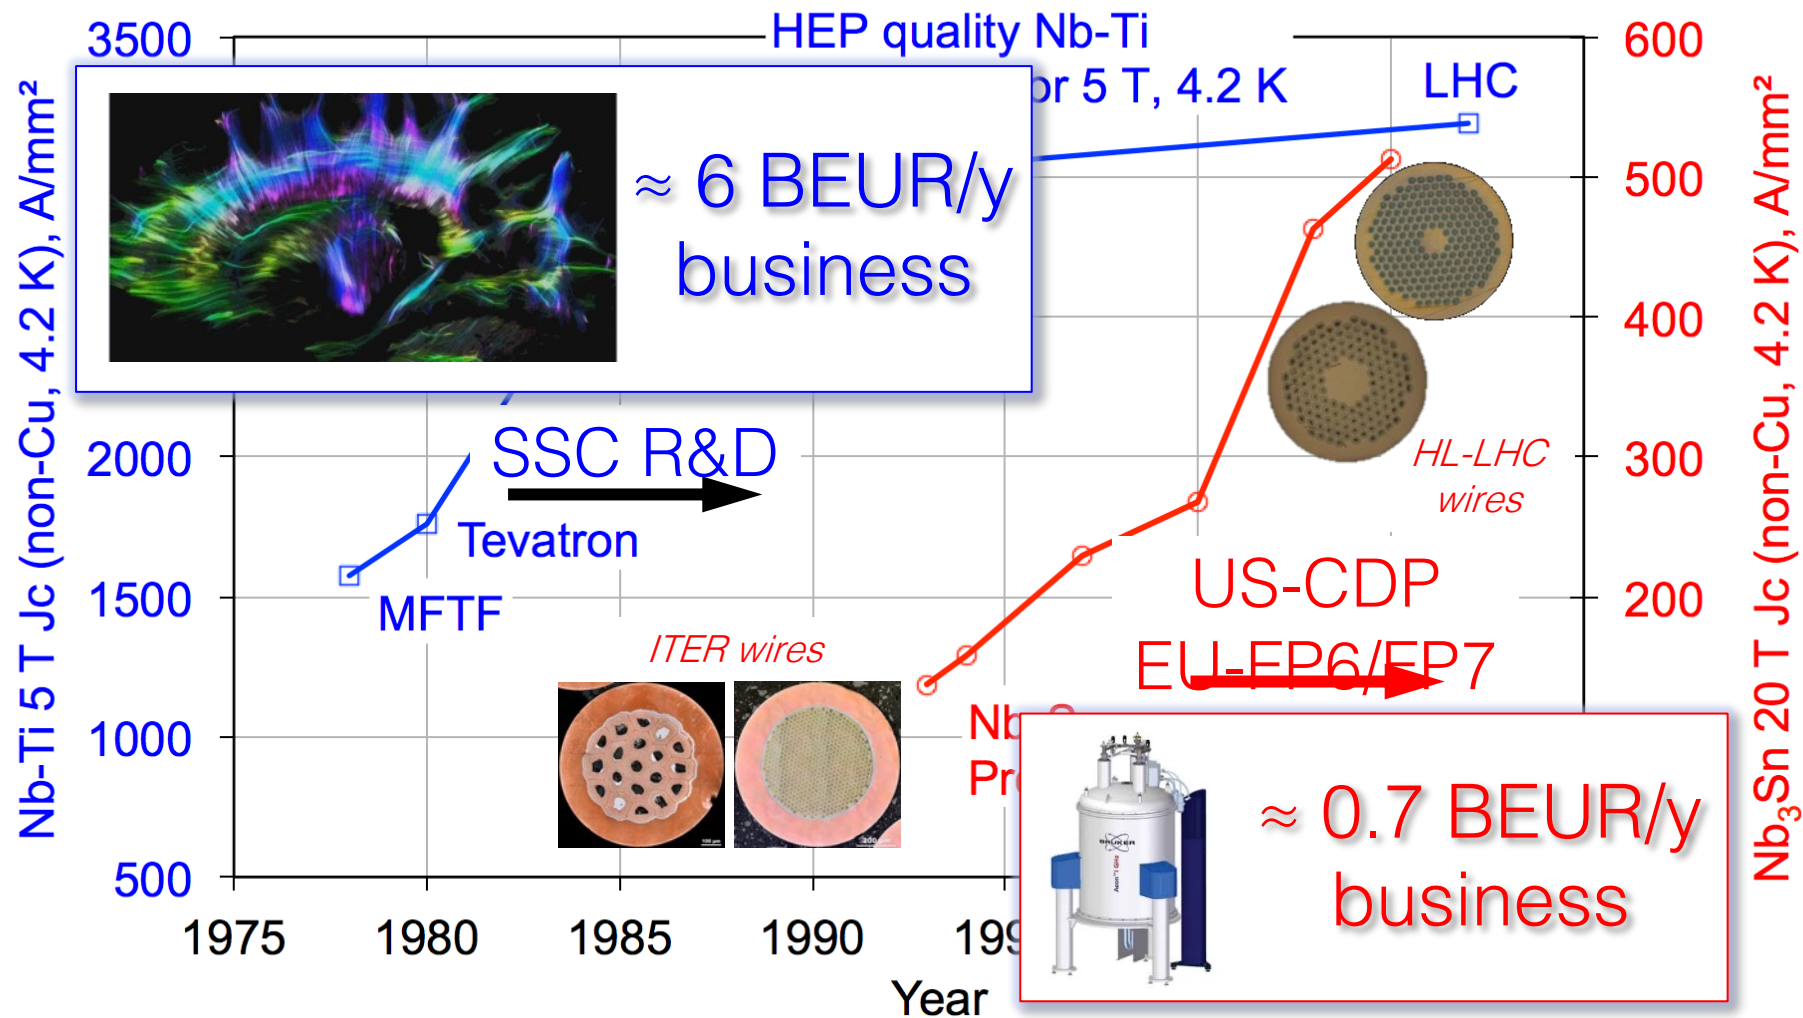 HEP quality Nb-Ti
or 5 T, 4.2 K
LHC
3500
2000
1500
1000
500
Nb-Ti 5 T Jc (non-Cu, 4.2 K), A/mm²
600
500
400
300
200
Nb₃Sn 20 T Jc (non-Cu, 4.2 K), A/mm²
≈ 6 BEUR/y
business
SSC R&D
Tevatron
MFTF
HL-LHC
wires
ITER wires
US-CDP
EU-FP6/FP7
BRUKER
≈ 0.7 BEUR/y
business
1975
1980
1985
1990
Year